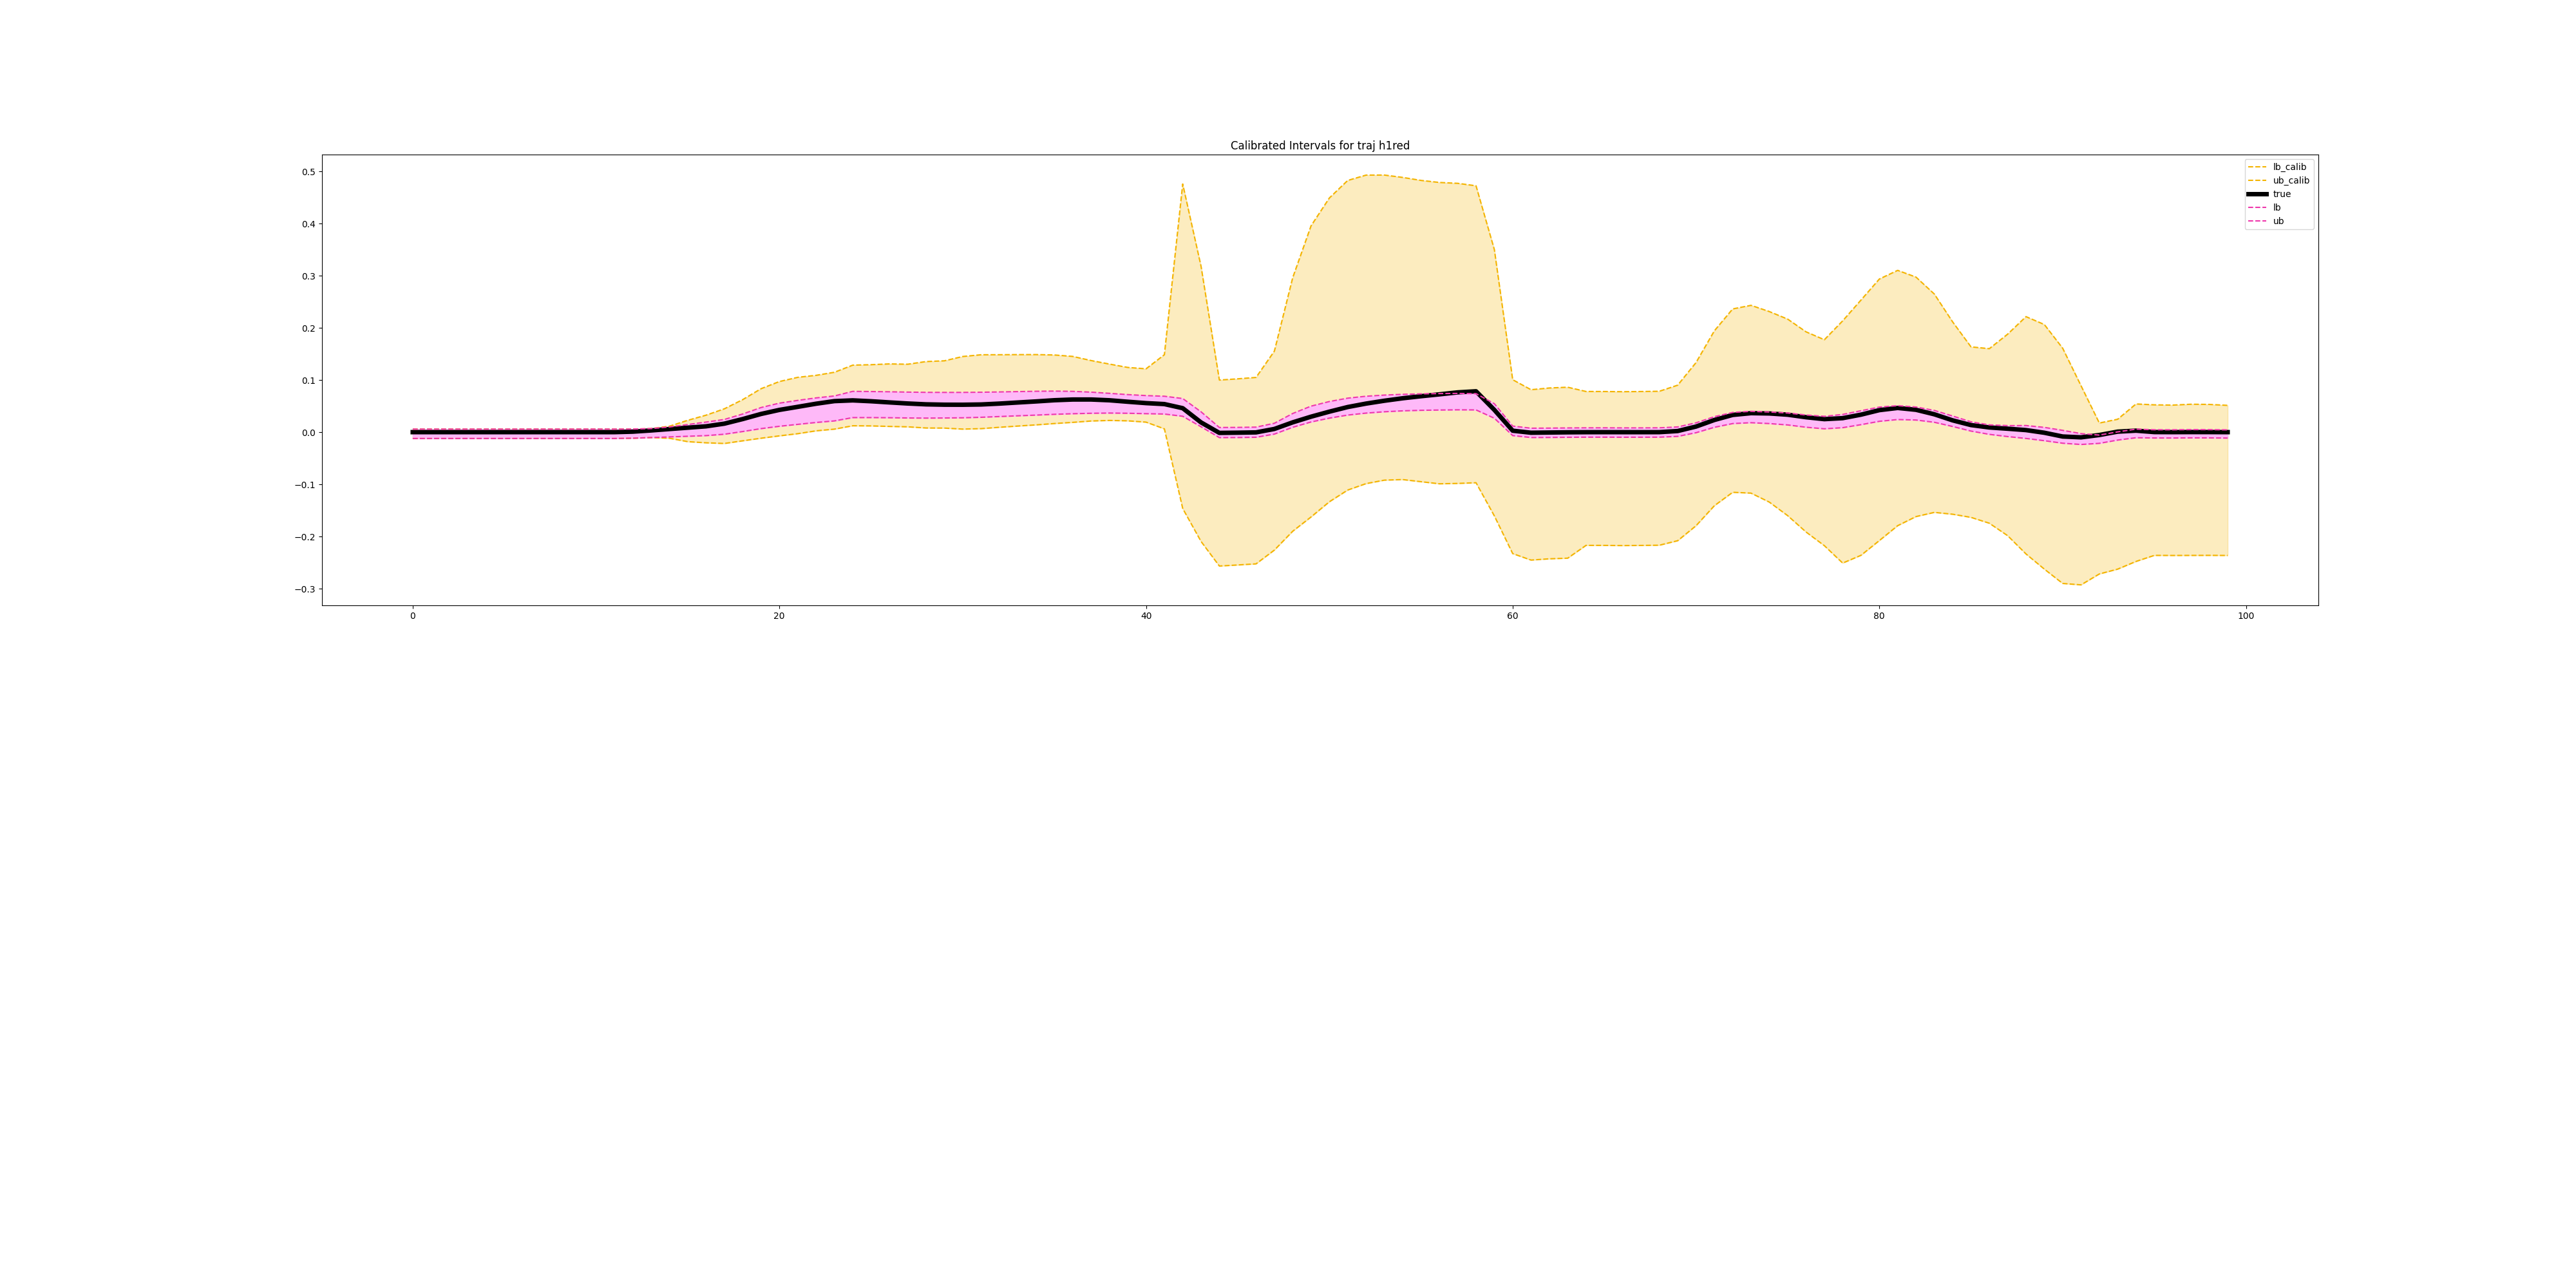 Calibrated Intervals for traj h1red
lb_calib
ub_calib
true
lb
ub
0.5
0.4
0.3
0.2
0.1
0.0
−0.1
−0.2
−0.3
0 20 40 60 80 100